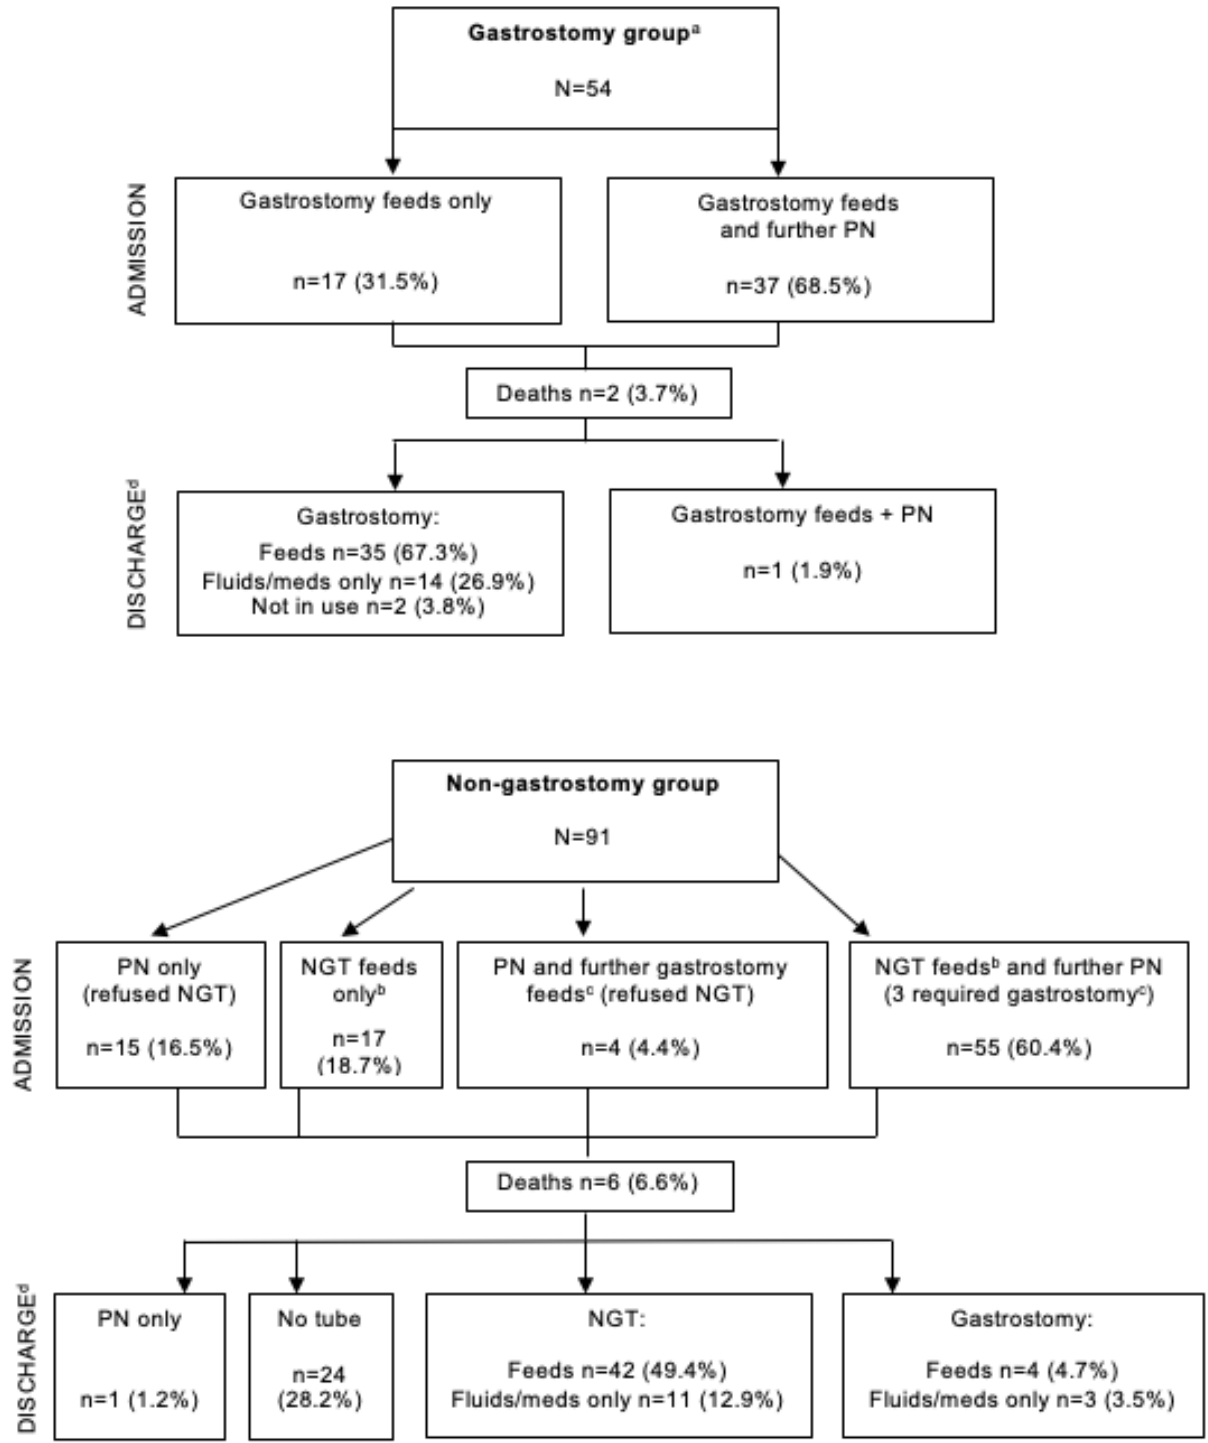 Gastrostomy groupᵃ
N=54
ADMISSION
Gastrostomy feeds only
n=17 (31.5%)
Gastrostomy feeds
and further PN
n=37 (68.5%)
Deaths n=2 (3.7%)
DISCHARGEᵈ
Gastrostomy:
Feeds n=35 (67.3%)
Fluids/meds only n=14 (26.9%)
Not in use n=2 (3.8%)
Gastrostomy feeds + PN
n=1 (1.9%)
Non-gastrostomy group
N=91
ADMISSION
PN only
(refused NGT)
n=15 (16.5%)
NGT feeds
onlyᵇ
n=17
(18.7%)
PN and further gastrostomy
feedsᶜ (refused NGT)
n=4 (4.4%)
NGT feedsᵇ and further PN
(3 required gastrostomyᶜ)
n=55 (60.4%)
Deaths n=6 (6.6%)
DISCHARGEᵈ
PN only
n=1 (1.2%)
No tube
n=24
(28.2%)
NGT:
Feeds n=42 (49.4%)
Fluids/meds only n=11 (12.9%)
Gastrostomy:
Feeds n=4 (4.7%)
Fluids/meds only n=3 (3.5%)